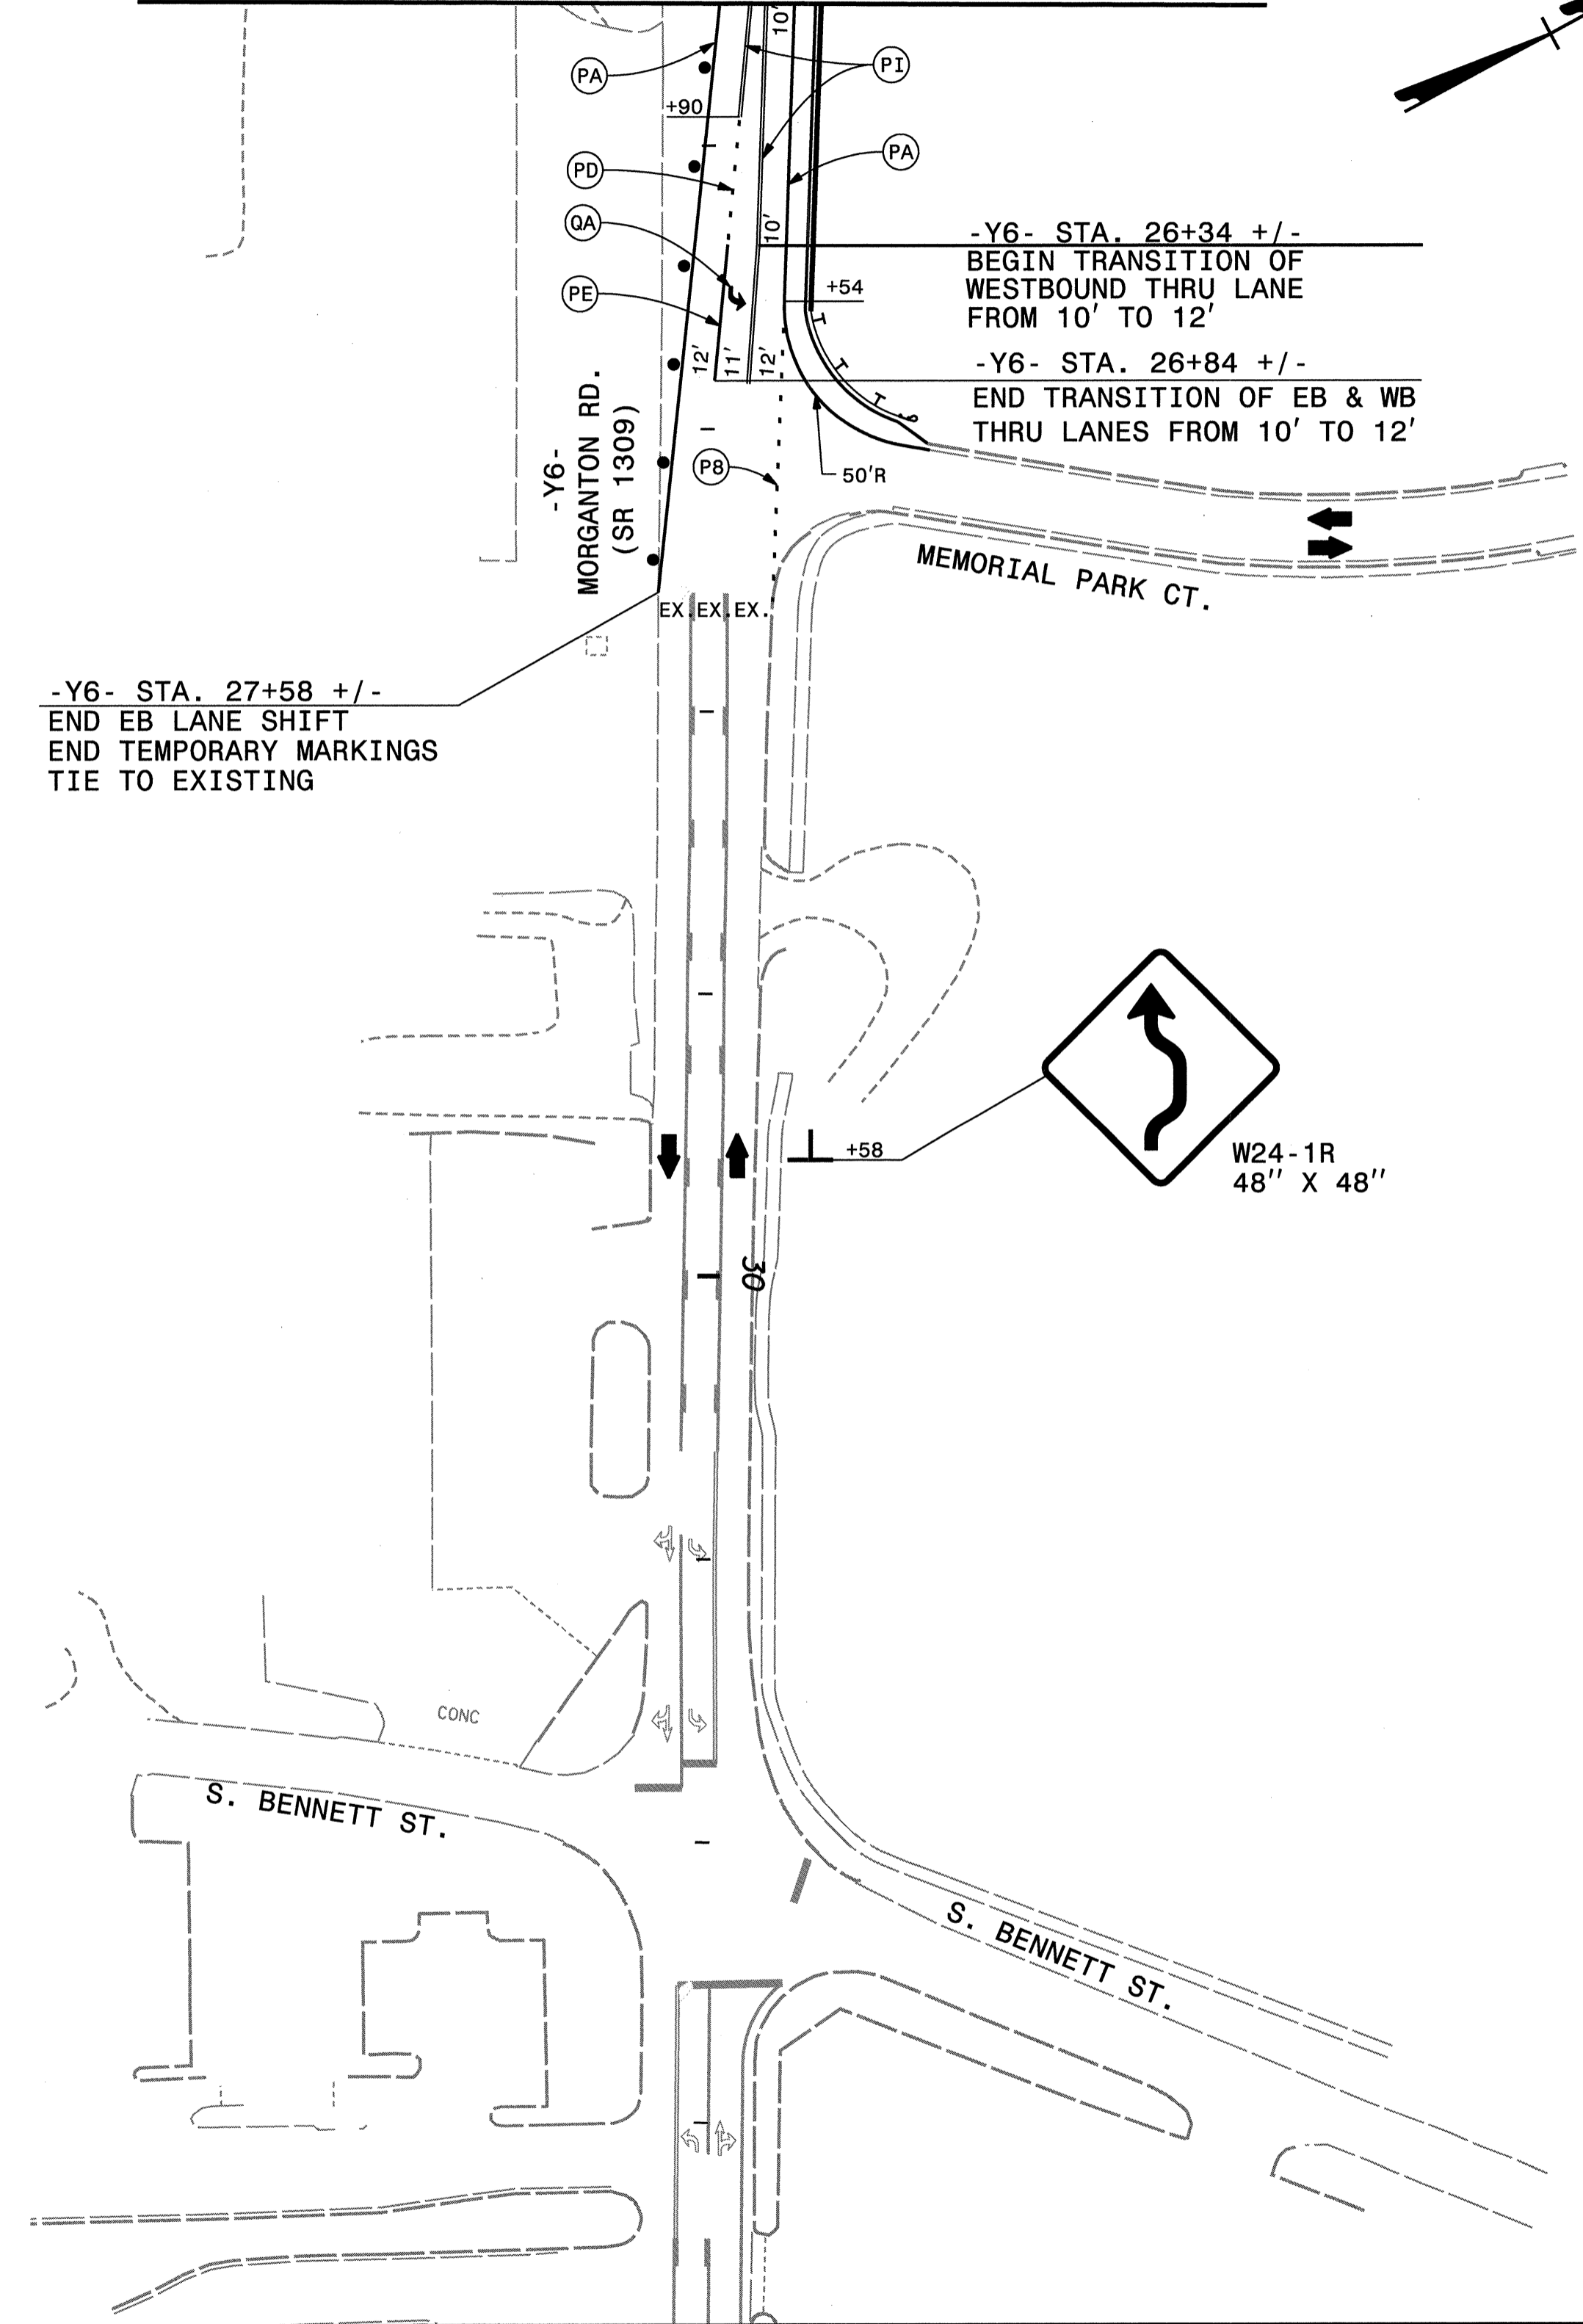 10'
PA
PI
+90
PA
PD
QA
10'
-Y6- STA. 26+34 +/-
BEGIN TRANSITION OF
WESTBOUND THRU LANE
FROM 10' TO 12'
PE
+54
12'
11'
12'
-Y6- STA. 26+84 +/-
END TRANSITION OF EB & WB
THRU LANES FROM 10' TO 12'
-Y6-
MORGANTON RD.
(SR 1309)
P8
50'R
MEMORIAL PARK CT.
EX. EX. EX.
-Y6- STA. 27+58 +/-
END EB LANE SHIFT
END TEMPORARY MARKINGS
TIE TO EXISTING
+58
W24-1R
48" X 48"
30
CONC
S. BENNETT ST.
S. BENNETT ST.